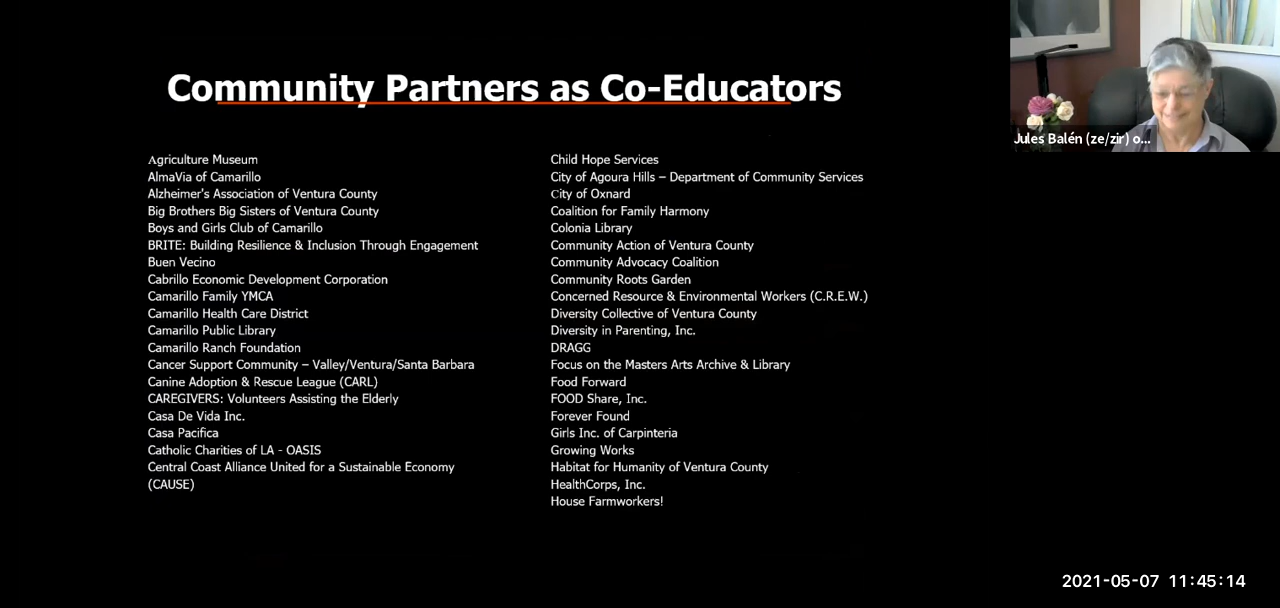 Community Partners as Co-Educators
Agriculture Museum
AlmaVia of Camarillo
Alzheimer's Association of Ventura County
Big Brothers Big Sisters of Ventura County
Boys and Girls Club of Camarillo
BRITE: Building Resilience & Inclusion Through Engagement
Buen Vecino
Cabrillo Economic Development Corporation
Camarillo Family YMCA
Camarillo Health Care District
Camarillo Public Library
Camarillo Ranch Foundation
Cancer Support Community – Valley/Ventura/Santa Barbara
Canine Adoption & Rescue League (CARL)
CAREGIVERS: Volunteers Assisting the Elderly
Casa De Vida Inc.
Casa Pacifica
Catholic Charities of LA - OASIS
Central Coast Alliance United for a Sustainable Economy
(CAUSE)
Child Hope Services
City of Agoura Hills – Department of Community Services
City of Oxnard
Coalition for Family Harmony
Colonia Library
Community Action of Ventura County
Community Advocacy Coalition
Community Roots Garden
Concerned Resource & Environmental Workers (C.R.E.W.)
Diversity Collective of Ventura County
Diversity in Parenting, Inc.
DRAGG
Focus on the Masters Arts Archive & Library
Food Forward
FOOD Share, Inc.
Forever Found
Girls Inc. of Carpinteria
Growing Works
Habitat for Humanity of Ventura County
HealthCorps, Inc.
House Farmworkers!
Jules Balén (ze/zir) o...
2021-05-07 11:45:14